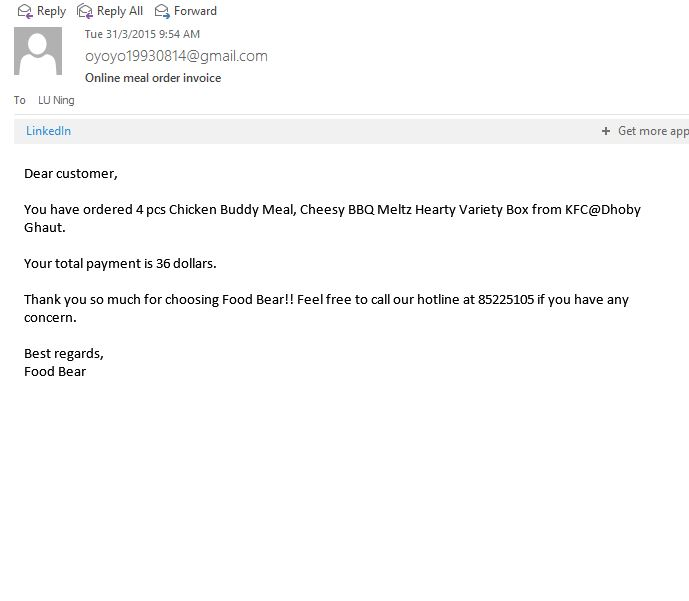 Reply Reply All Forward
Tue 31/3/2015 9:54 AM
oyoyo19930814@gmail.com
Online meal order invoice
To LU Ning
LinkedIn + Get more app
Dear customer,
You have ordered 4 pcs Chicken Buddy Meal, Cheesy BBQ Meltz Hearty Variety Box from KFC@Dhoby
Ghaut.
Your total payment is 36 dollars.
Thank you so much for choosing Food Bear!! Feel free to call our hotline at 85225105 if you have any
concern.
Best regards,
Food Bear